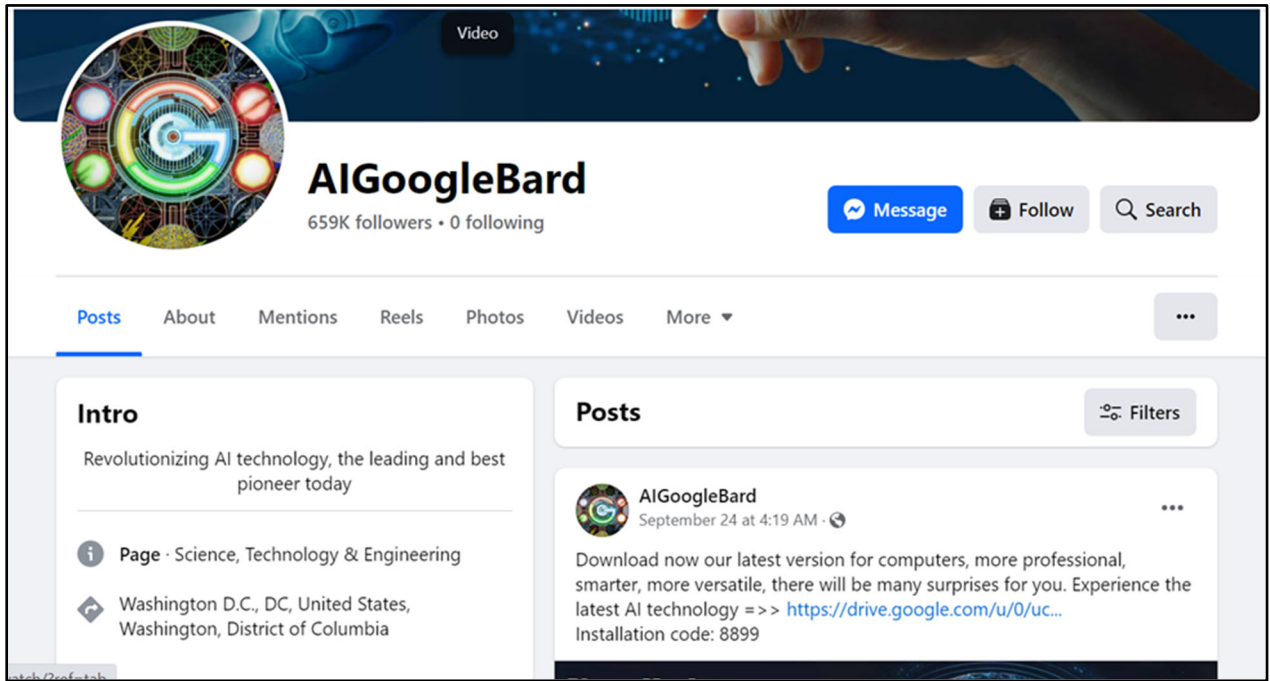 Video
AIGoogleBard
659K followers • 0 following
Message
Follow
Search
Posts
About
Mentions
Reels
Photos
Videos
More
Intro
Revolutionizing AI technology, the leading and best
pioneer today
Page · Science, Technology & Engineering
Washington D.C., DC, United States,
Washington, District of Columbia
Posts
Filters
AIGoogleBard
September 24 at 4:19 AM ·
Download now our latest version for computers, more professional,
smarter, more versatile, there will be many surprises for you. Experience the
latest AI technology =>> https://drive.google.com/u/0/uc...
Installation code: 8899